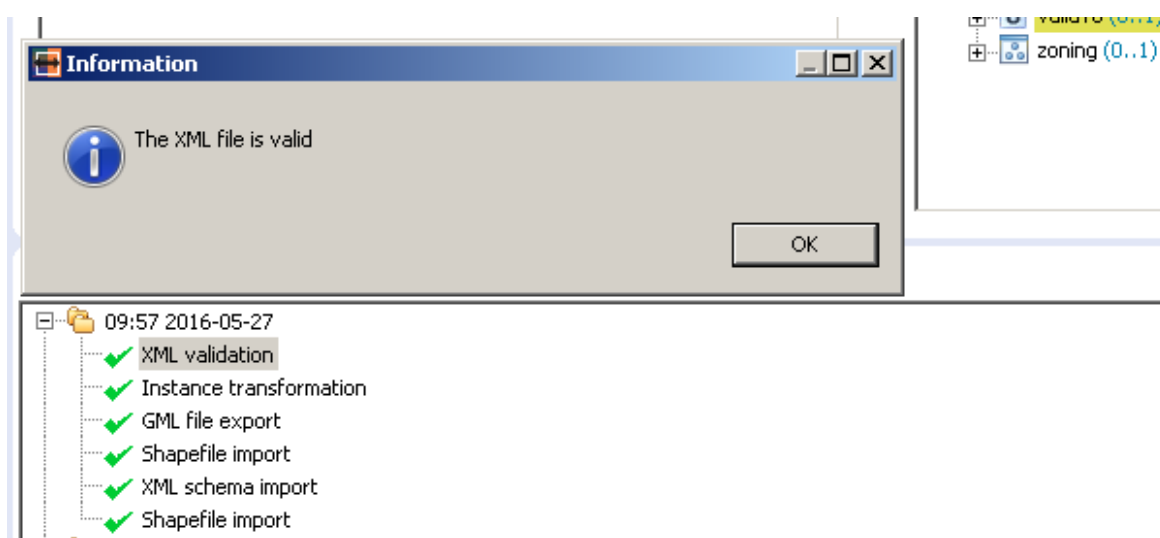 Information
The XML file is valid
OK
zoning (0..1)
09:57 2016-05-27
XML validation
Instance transformation
GML file export
Shapefile import
XML schema import
Shapefile import